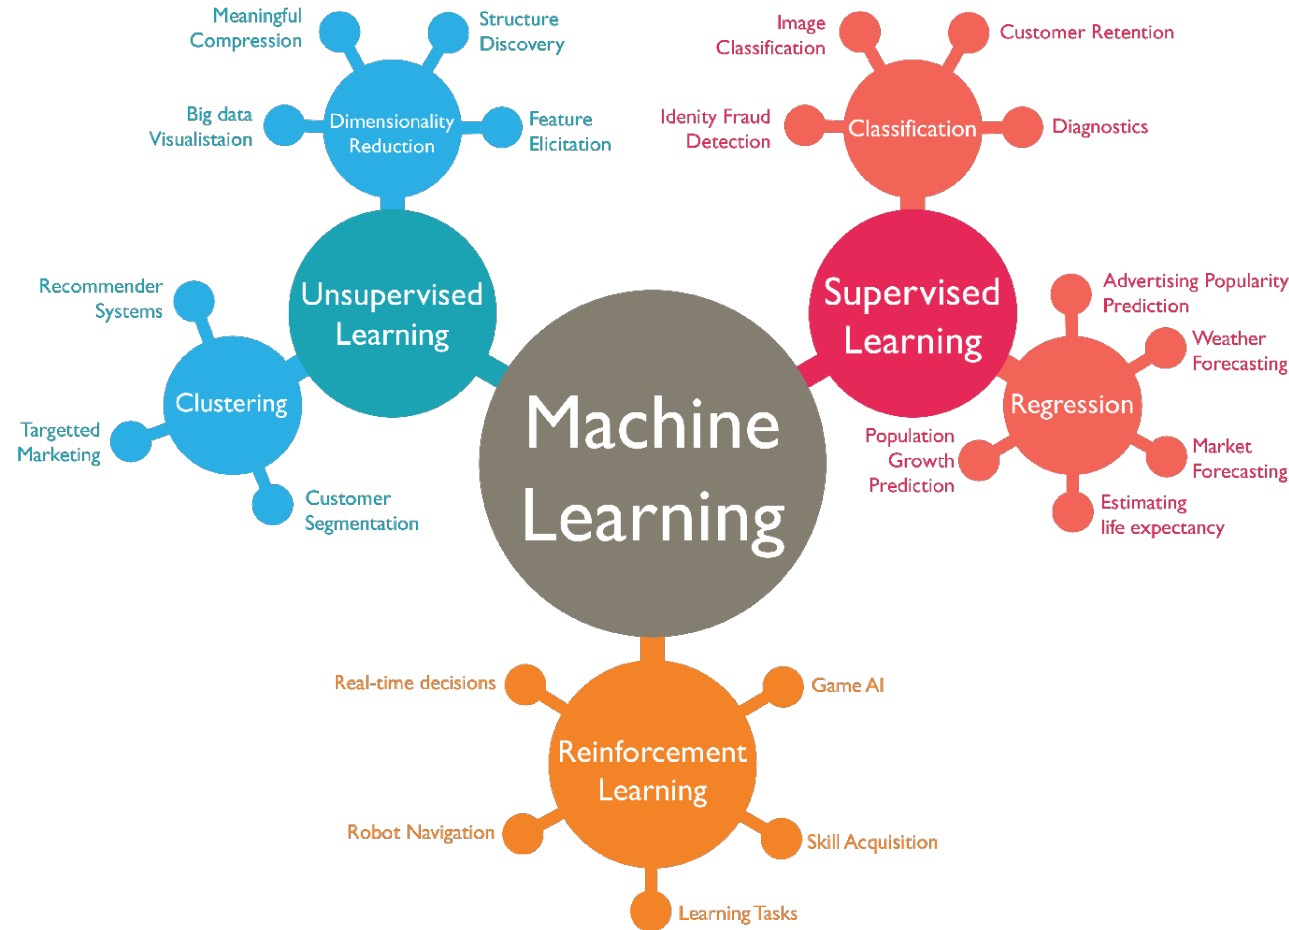 Meaningful
Compression
Structure
Discovery
Big data
Visualistaion
Dimensionality
Reduction
Feature
Elicitation
Image
Classification
Customer Retention
Idenity Fraud
Detection
Classification
Diagnostics
Unsupervised
Learning
Supervised
Learning
Recommender
Systems
Clustering
Targetted
Marketing
Customer
Segmentation
Machine
Learning
Advertising Popularity
Prediction
Weather
Forecasting
Regression
Population
Growth
Prediction
Market
Forecasting
Estimating
life expectancy
Real-time decisions
Game AI
Reinforcement
Learning
Robot Navigation
Skill Acquisition
Learning Tasks